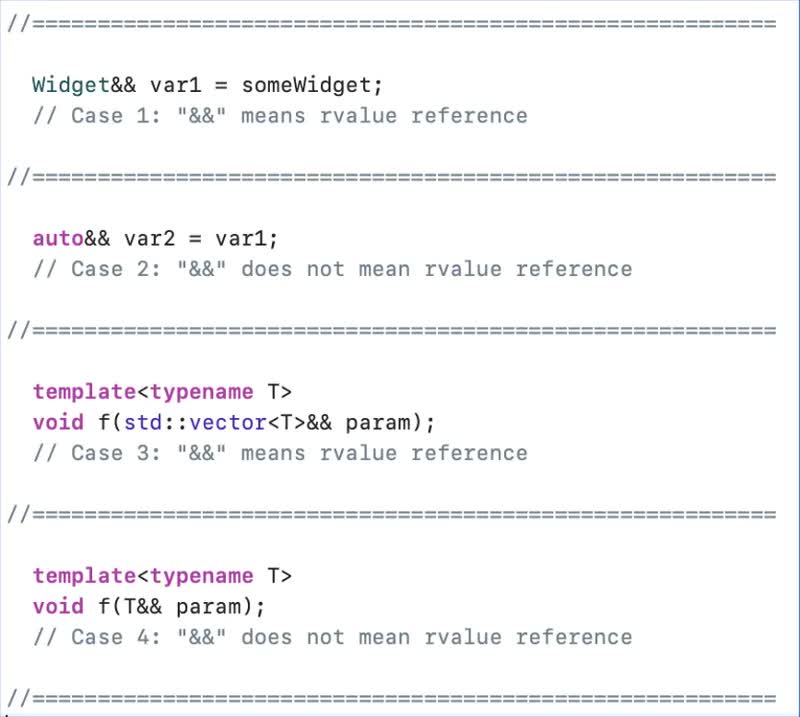 //=========================================================
Widget&& var1 = someWidget;
// Case 1: "&&" means rvalue reference
//=========================================================
auto&& var2 = var1;
// Case 2: "&&" does not mean rvalue reference
//=========================================================
template<typename T>
void f(std::vector<T>&& param);
// Case 3: "&&" means rvalue reference
//=========================================================
template<typename T>
void f(T&& param);
// Case 4: "&&" does not mean rvalue reference
//=========================================================